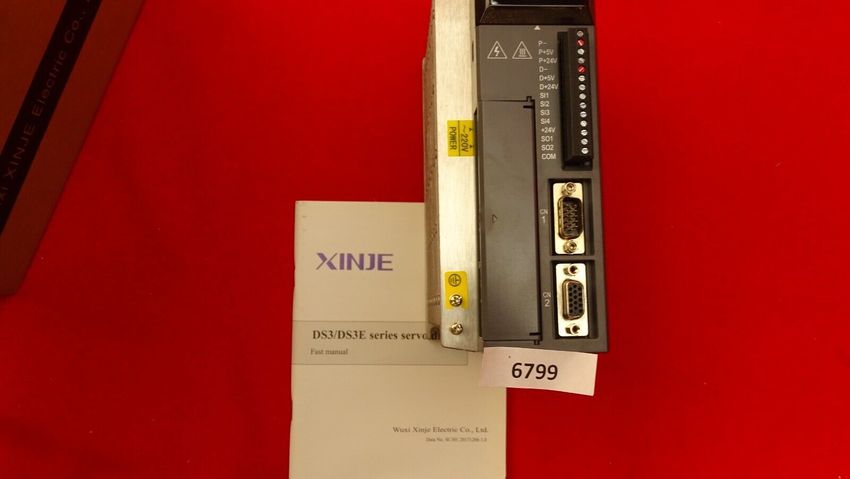 XINJE Electric Co.,
P-
P+5V
P+24V
D-
D+5V
D+24V
SI1
SI2
SI3
SI4
+24V
SO1
SO2
COM
~220V
POWER
CN
1
CN
2
XINJE
DS3/DS3E series servo
Fast manual
6799
Wuxi Xinje Electric Co., Ltd.